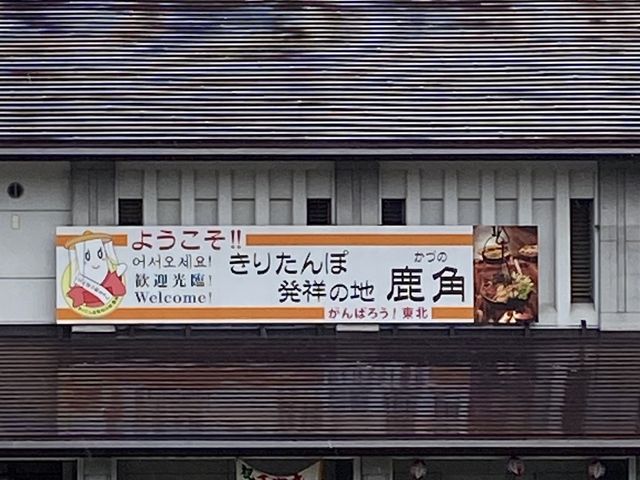 ようこそ!!
어서오세요!
歓迎光臨!
Welcome!
きりたんぽ
発祥の地
かづの
鹿角
がんばろう!東北